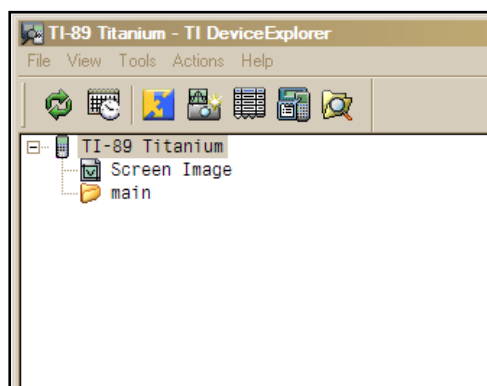 TI-89 Titanium - TI DeviceExplorer
File View Tools Actions Help
TI-89 Titanium
Screen Image
main